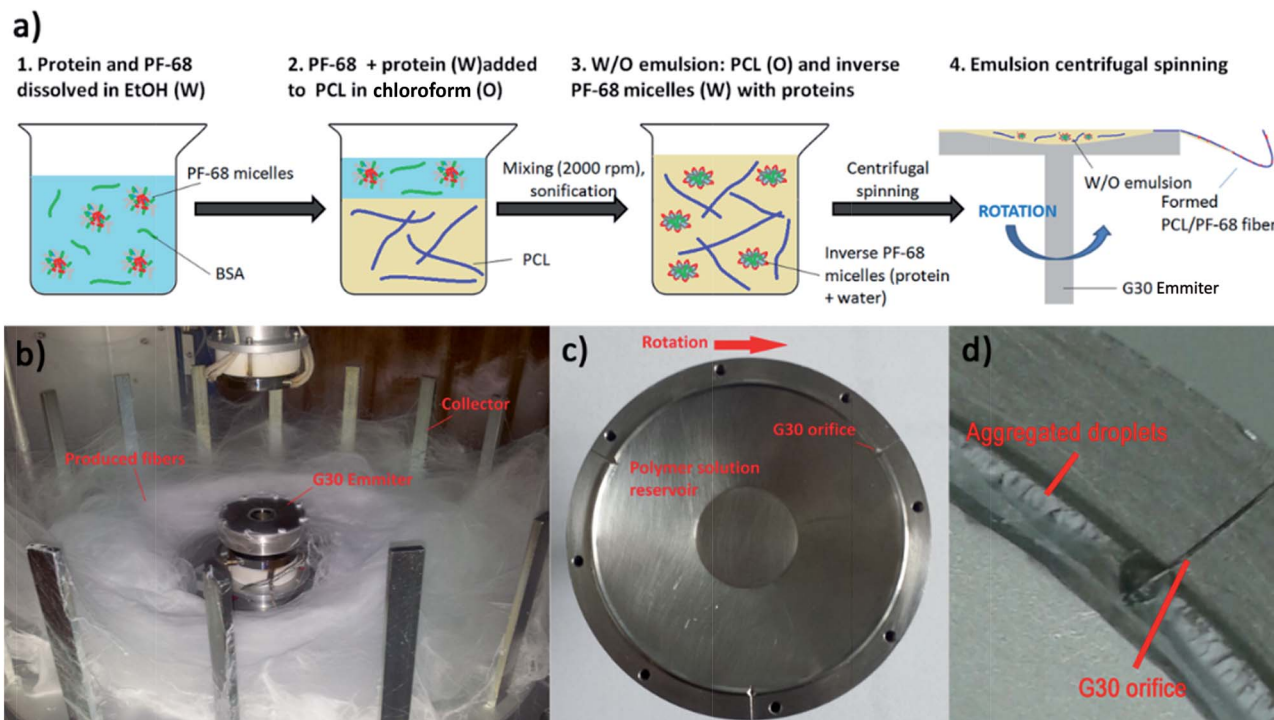 a)
1. Protein and PF-68
dissolved in EtOH (W)
2. PF-68 + protein (W)added
to PCL in chloroform (O)
3. W/O emulsion: PCL (O) and inverse
PF-68 micelles (W) with proteins
4. Emulsion centrifugal spinning
PF-68 micelles
BSA
PCL
Mixing (2000 rpm),
sonification
Inverse PF-68
micelles (protein
+ water)
Centrifugal
spinning
W/O emulsion
Formed
PCL/PF-68 fiber
ROTATION
G30 Emmiter
b)
Collector
Produced fibers
G30 Emmiter
c)
Rotation
G30 orifice
Polymer solution
reservoir
d)
Aggregated droplets
G30 orifice